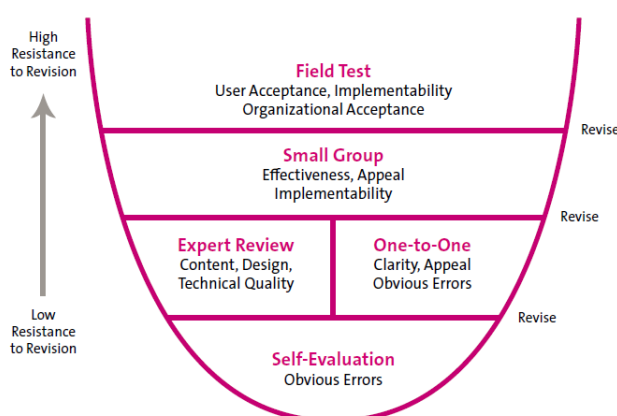 High
Resistance
to Revision
Field Test
User Acceptance, Implementability
Organizational Acceptance
Revise
Small Group
Effectiveness, Appeal
Implementability
Revise
Expert Review
Content, Design,
Technical Quality
One-to-One
Clarity, Appeal
Obvious Errors
Revise
Low
Resistance
to Revision
Self-Evaluation
Obvious Errors